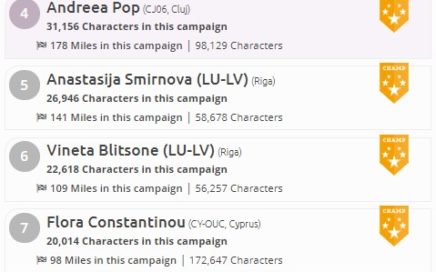 4 Andreea Pop (CJ06, Cluj) CHAMP
31,156 Characters in this campaign
178 Miles in this campaign | 98,129 Characters
5 Anastasija Smirnova (LU-LV) (Riga) CHAMP
26,946 Characters in this campaign
141 Miles in this campaign | 58,678 Characters
6 Vineta Blitsone (LU-LV) (Riga) CHAMP
22,618 Characters in this campaign
109 Miles in this campaign | 56,257 Characters
7 Flora Constantinou (CY-OUC, Cyprus) CHAMP
20,014 Characters in this campaign
98 Miles in this campaign | 172,647 Characters